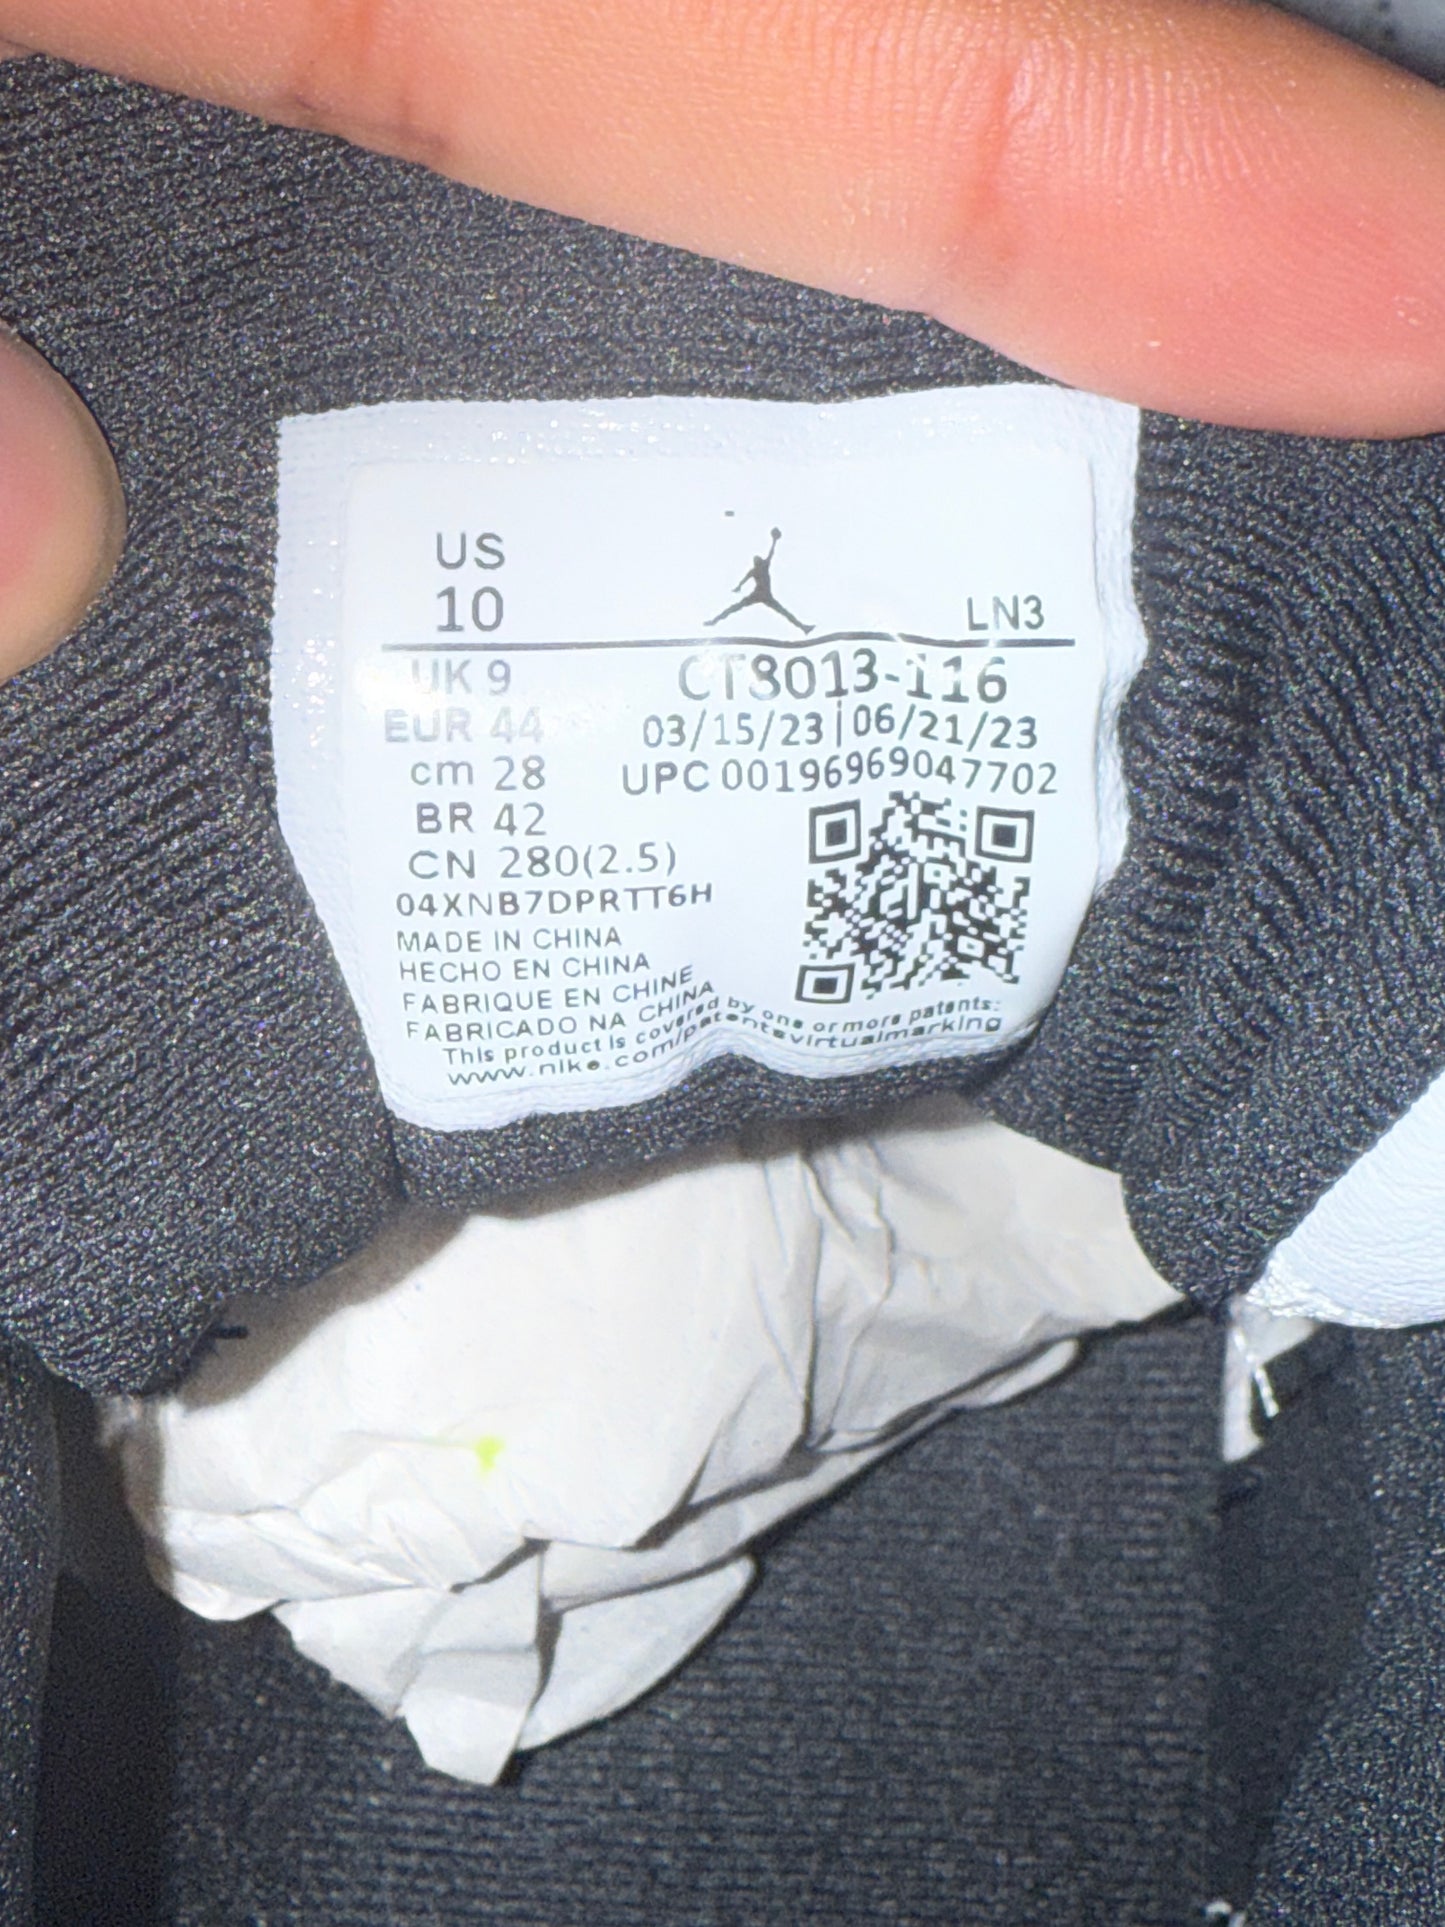 US
10
LN3
UK 9
CT8013-116
EUR 44
03/15/23|06/21/23
cm 28
UPC 00196969047702
BR 42
CN 280(2.5)
04XNB7DPRTT6H
MADE IN CHINA
HECHO EN CHINA
FABRIQUE EN CHINE
FABRICADO NA CHINA
This product is covered by one or more patents:
www.nike.com/patentsvirtualmarking